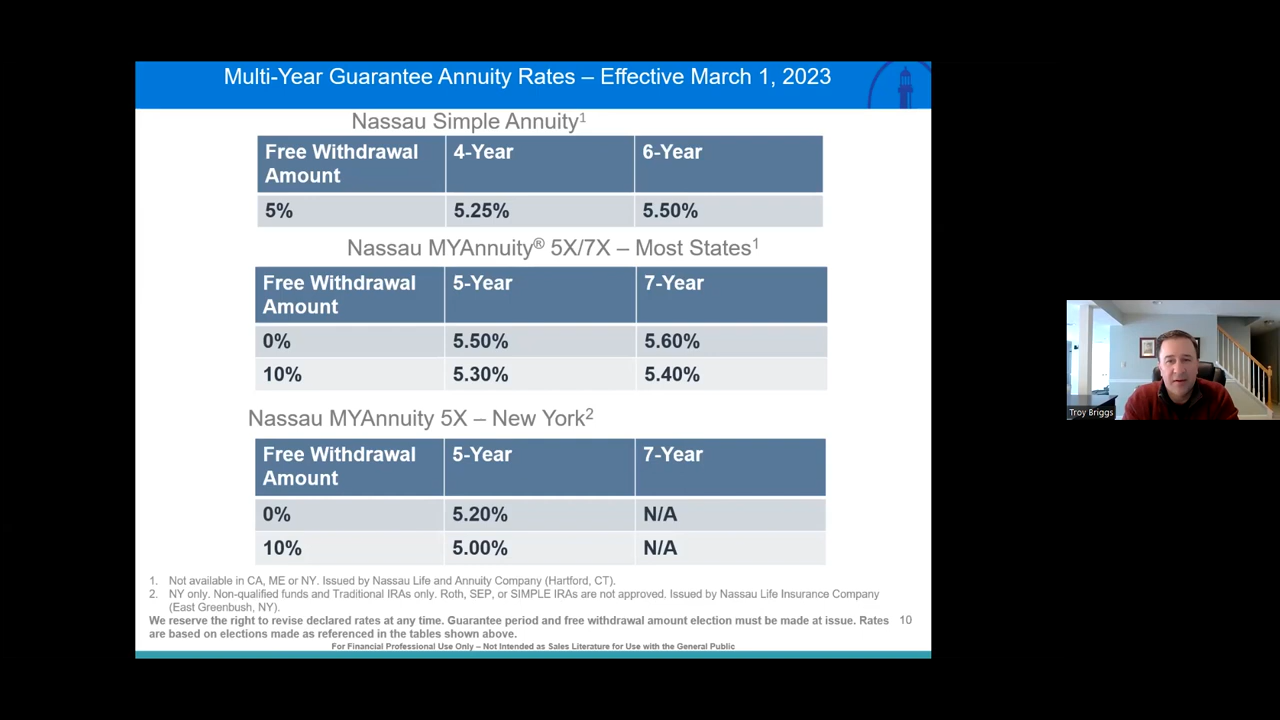 Multi-Year Guarantee Annuity Rates – Effective March 1, 2023
Nassau Simple Annuity¹
Free Withdrawal Amount 4-Year 6-Year
5% 5.25% 5.50%
Nassau MYAnnuity® 5X/7X – Most States¹
Free Withdrawal Amount 5-Year 7-Year
0% 5.50% 5.60%
10% 5.30% 5.40%
Nassau MYAnnuity 5X – New York²
Free Withdrawal Amount 5-Year 7-Year
0% 5.20% N/A
10% 5.00% N/A
1. Not available in CA, ME or NY. Issued by Nassau Life and Annuity Company (Hartford, CT).
2. NY only. Non-qualified funds and Traditional IRAs only. Roth, SEP, or SIMPLE IRAs are not approved. Issued by Nassau Life Insurance Company
(East Greenbush, NY).
We reserve the right to revise declared rates at any time. Guarantee period and free withdrawal amount election must be made at issue. Rates
are based on elections made as referenced in the tables shown above.
10
For Financial Professional Use Only – Not Intended as Sales Literature for Use with the General Public
Troy Briggs